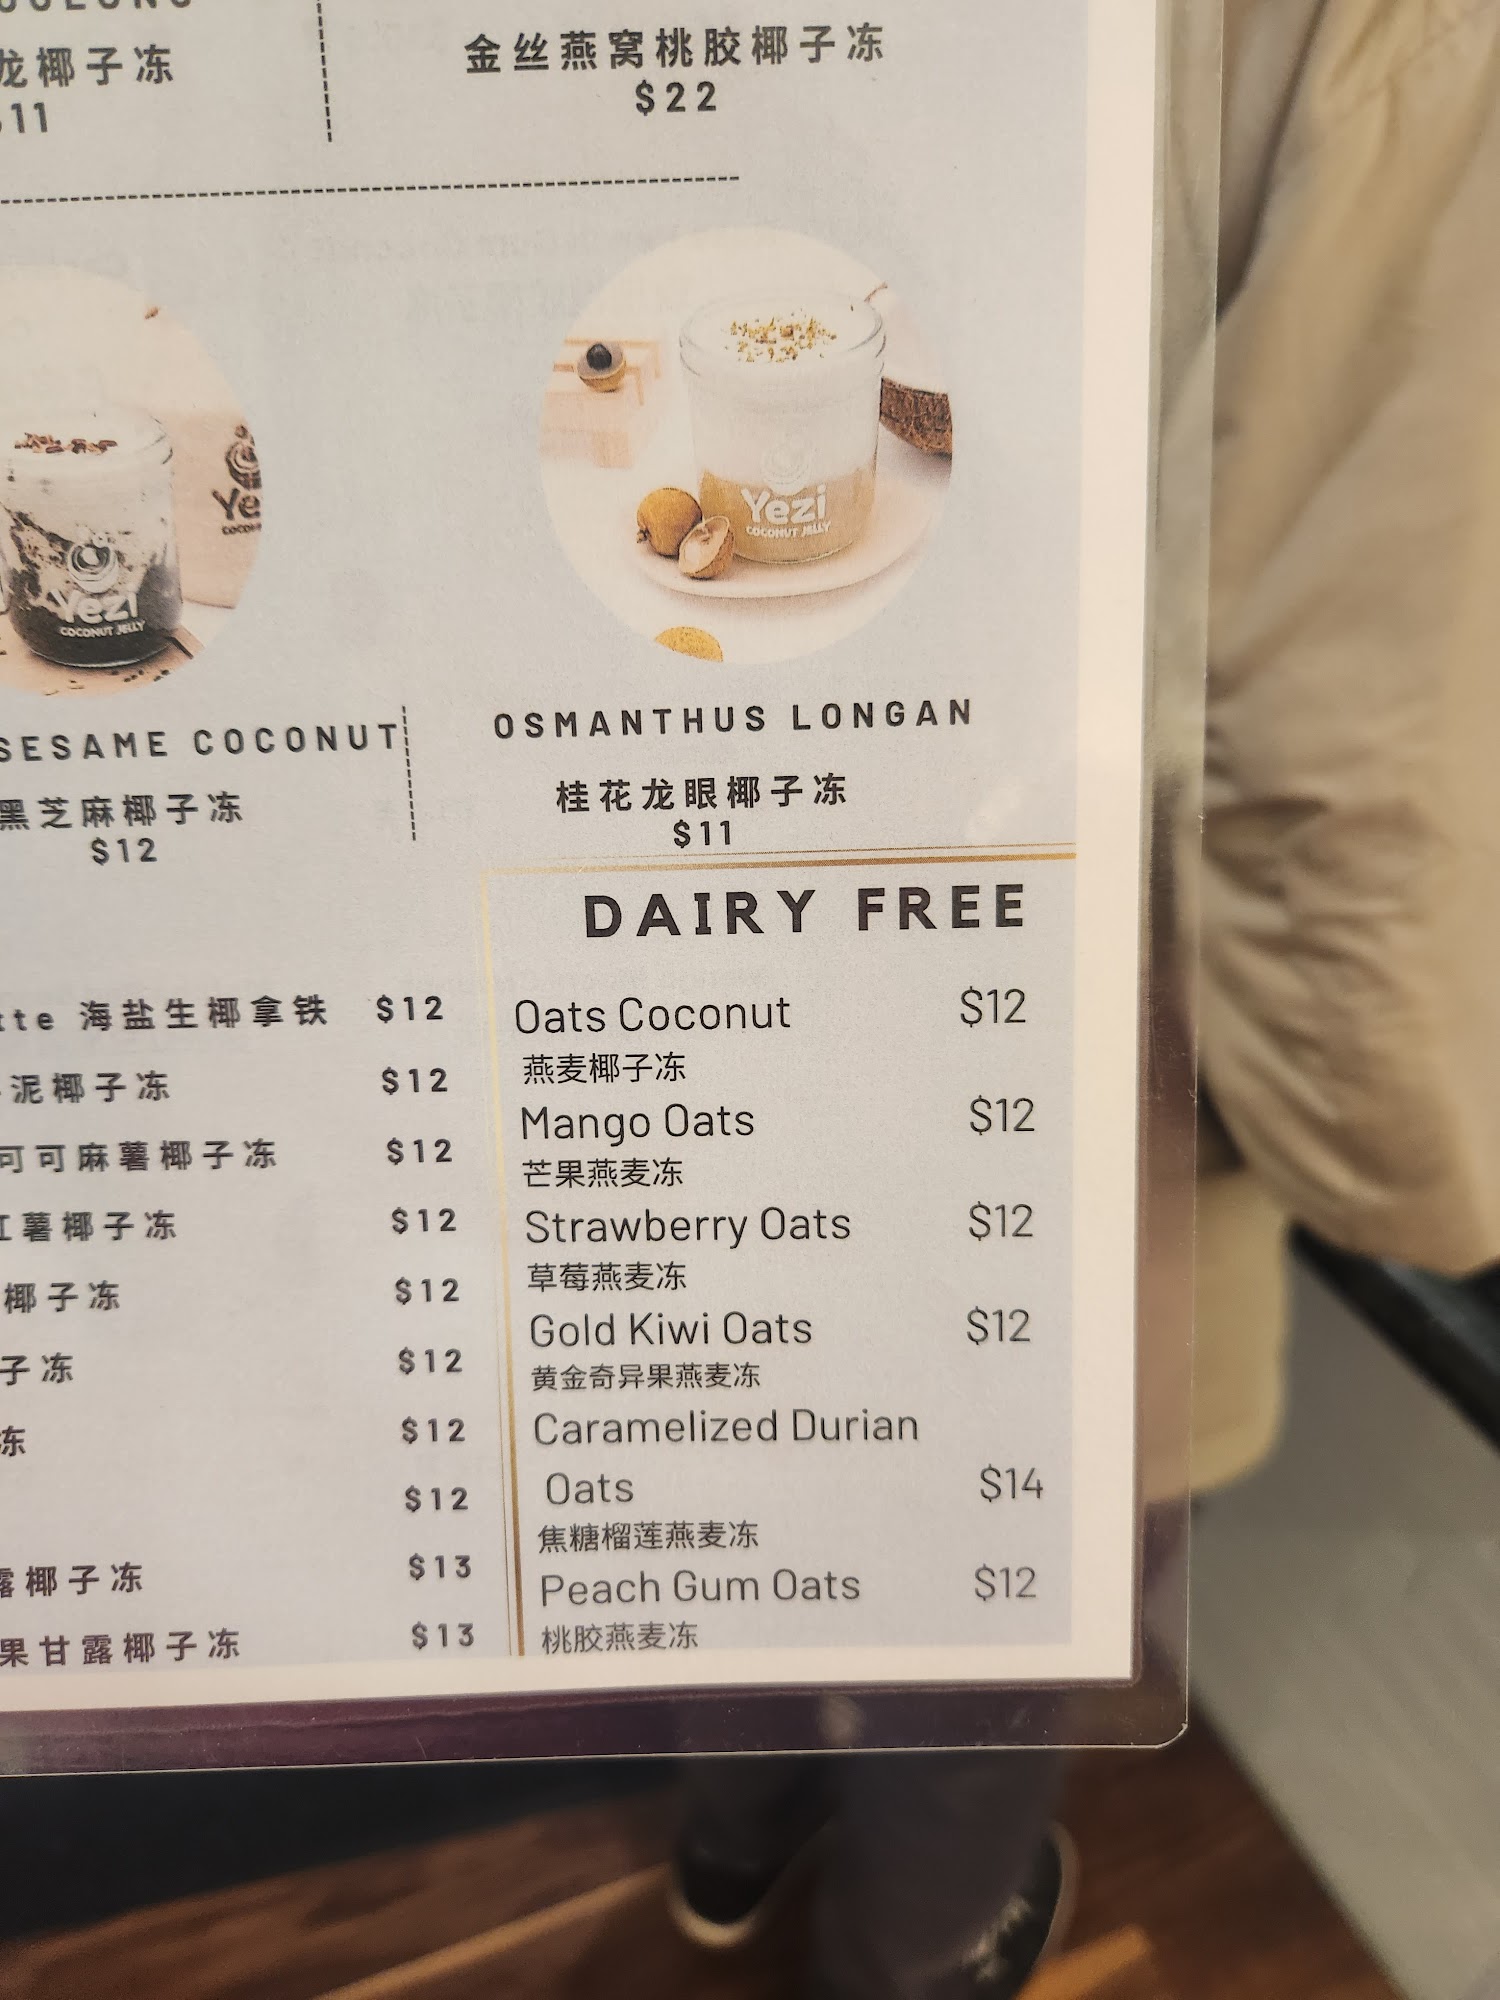 龙椰子冻
$11
金丝燕窝桃胶椰子冻
$22
Yezi
COCONUT JELLY
Yezi
COCONUT JELLY
SESAME COCONUT
黑芝麻椰子冻
$12
OSMANTHUS LONGAN
桂花龙眼椰子冻
$11
海盐生椰拿铁 $12
泥椰子冻 $12
可可麻薯椰子冻 $12
薯椰子冻 $12
椰子冻 $12
子冻 $12
冻 $12
$12
露椰子冻 $13
果甘露椰子冻 $13
DAIRY FREE
Oats Coconut $12
燕麦椰子冻
Mango Oats $12
芒果燕麦冻
Strawberry Oats $12
草莓燕麦冻
Gold Kiwi Oats $12
黄金奇异果燕麦冻
Caramelized Durian
Oats $14
焦糖榴莲燕麦冻
Peach Gum Oats $12
桃胶燕麦冻